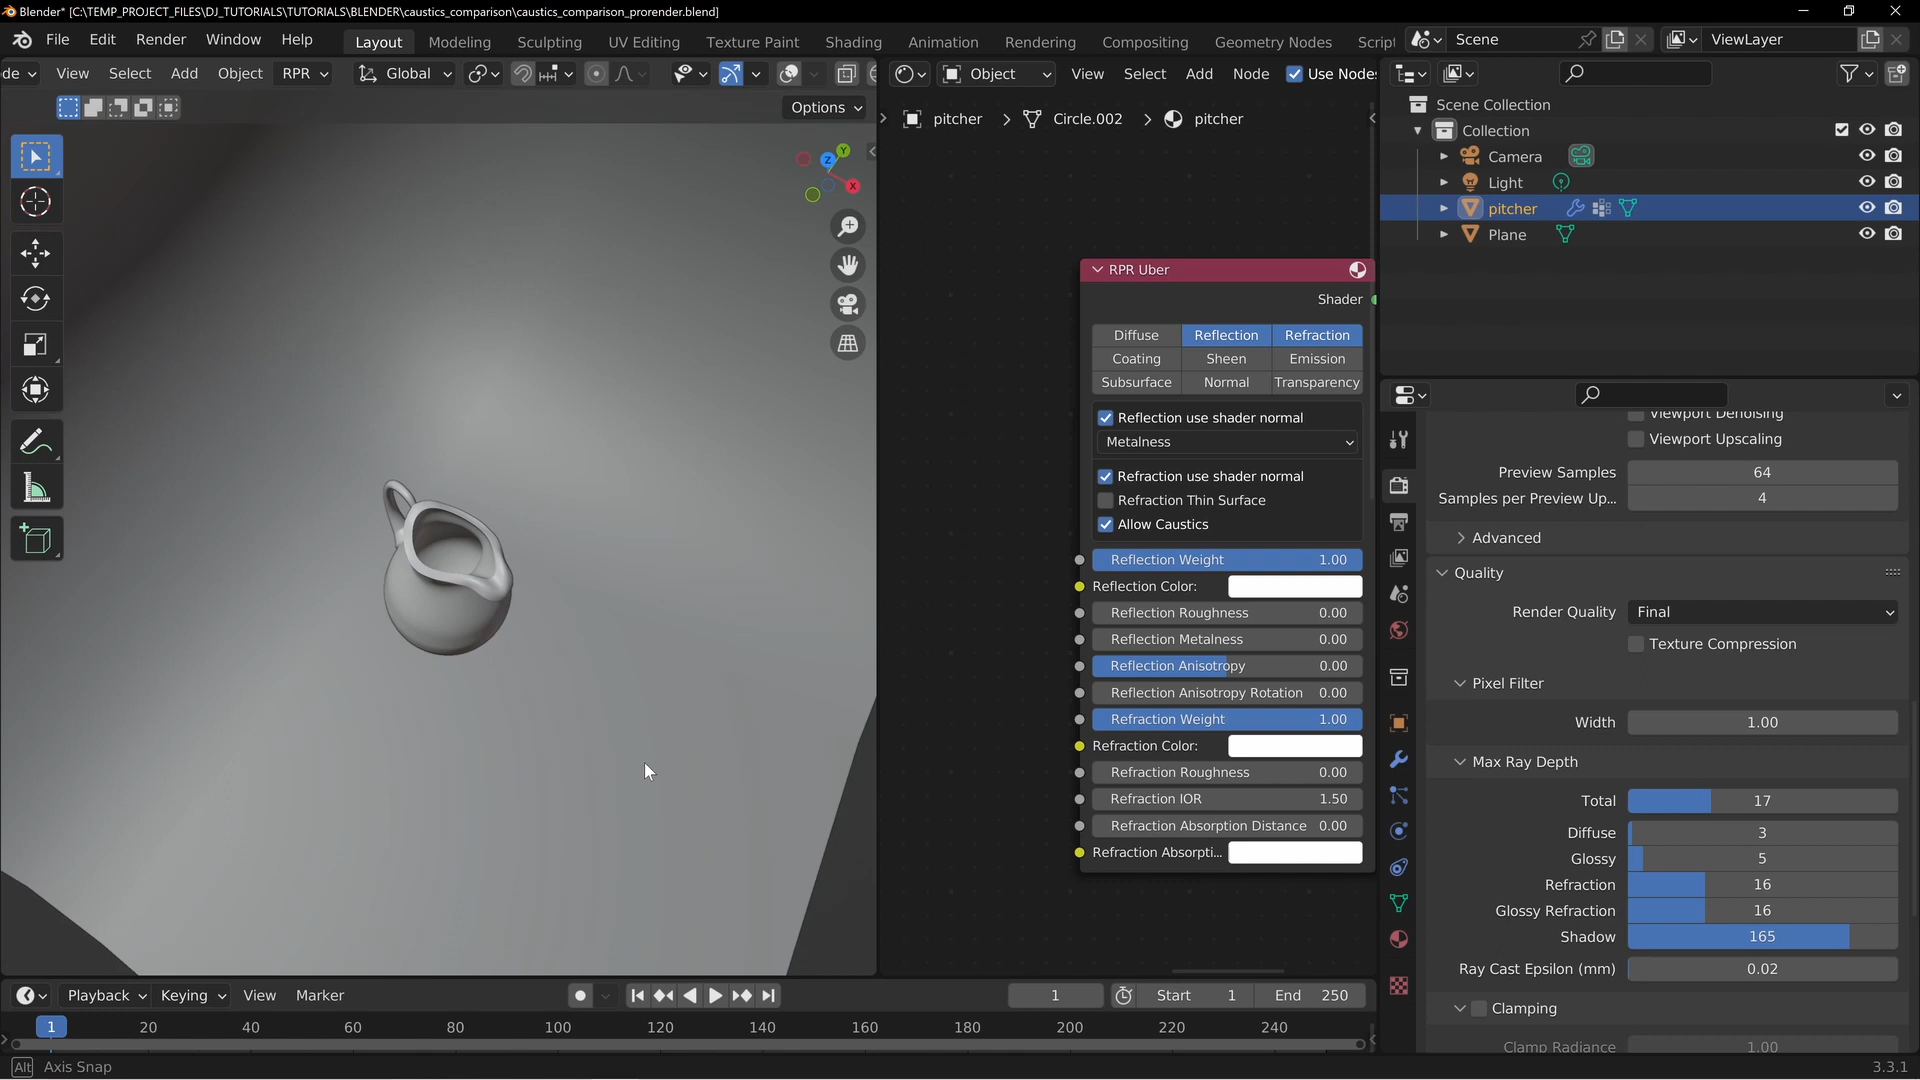 Blender* [C:\TEMP_PROJECT_FILES\DJ_TUTORIALS\TUTORIALS\BLENDER\caustics_comparison\caustics_comparison_prorender.blend]
File Edit Render Window Help Layout Modeling Sculpting UV Editing Texture Paint Shading Animation Rendering Compositing Geometry Nodes Script Scene ViewLayer
de View Select Add Object RPR Global Object View Select Add Node Use Nodes
Options
pitcher > Circle.002 > pitcher
Scene Collection
Collection
Camera
Light
pitcher
Plane
Z
Y
X
RPR Uber
Shader
Diffuse Reflection Refraction
Coating Sheen Emission
Subsurface Normal Transparency
Reflection use shader normal
Metalness
Refraction use shader normal
Refraction Thin Surface
Allow Caustics
Reflection Weight 1.00
Reflection Color:
Reflection Roughness 0.00
Reflection Metalness 0.00
Reflection Anisotropy 0.00
Reflection Anisotropy Rotation 0.00
Refraction Weight 1.00
Refraction Color:
Refraction Roughness 0.00
Refraction IOR 1.50
Refraction Absorption Distance 0.00
Refraction Absorpti...
Viewport Denoising
Viewport Upscaling
Preview Samples 64
Samples per Preview Up... 4
Advanced
Quality
Render Quality Final
Texture Compression
Pixel Filter
Width 1.00
Max Ray Depth
Total 17
Diffuse 3
Glossy 5
Refraction 16
Glossy Refraction 16
Shadow 165
Ray Cast Epsilon (mm) 0.02
Clamping
Clamp Radiance 1.00
Playback Keying View Marker 1 Start 1 End 250
1 20 40 60 80 100 120 140 160 180 200 220 240
Alt Axis Snap 3.3.1